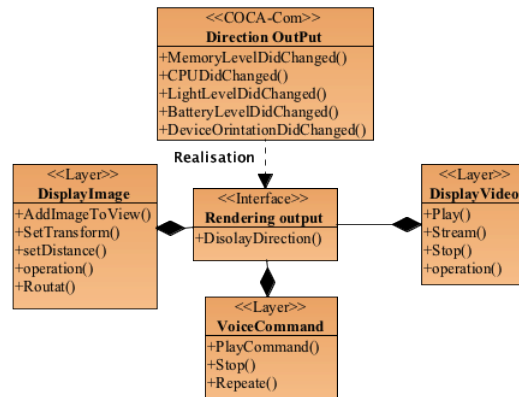 <<COCA-Com>>
Direction OutPut
+MemoryLevelDidChanged()
+CPUDidChanged()
+LightLevelDidChanged()
+BatteryLevelDidChanged()
+DeviceOrintationDidChanged()
Realisation
<<Layer>>
DisplayImage
+AddImageToView()
+SetTransform()
+setDistance()
+operation()
+Routat()
<<Interface>>
Rendering output
+DisolayDirection()
<<Layer>>
DisplayVideo
+Play()
+Stream()
+Stop()
+operation()
<<Layer>>
VoiceCommand
+PlayCommand()
+Stop()
+Repeate()